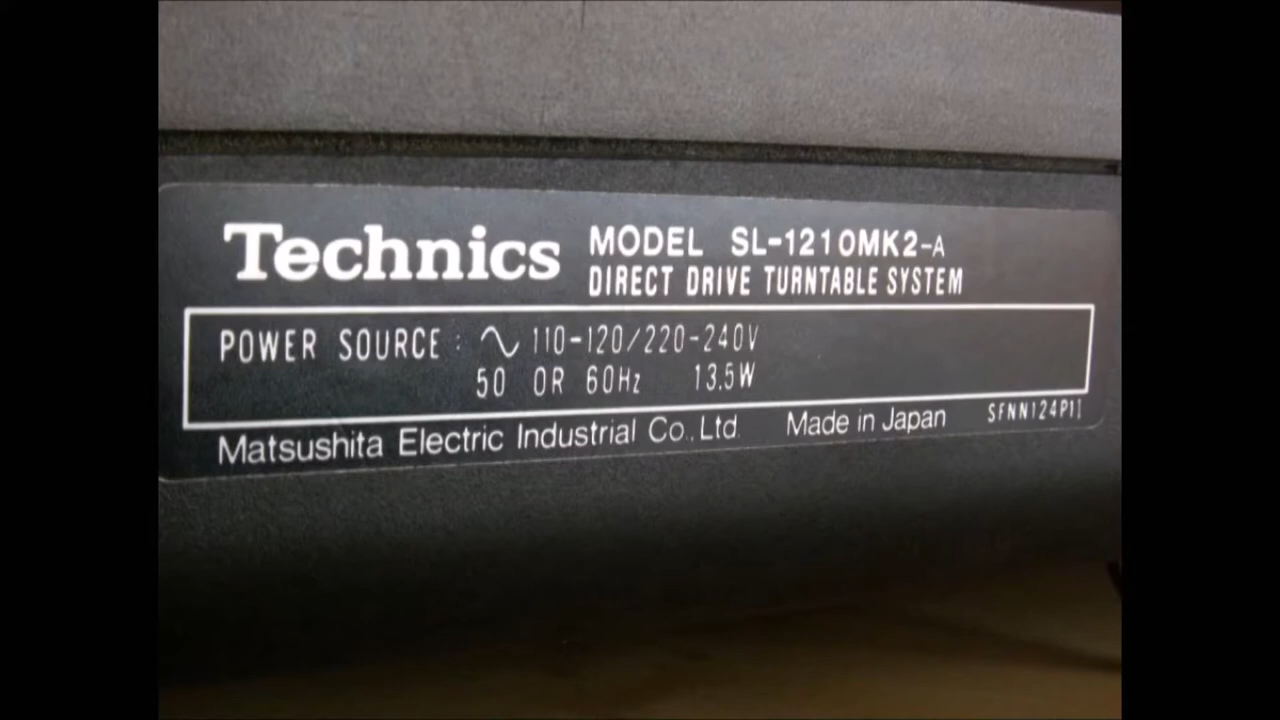 Technics MODEL SL-1210MK2-A
DIRECT DRIVE TURNTABLE SYSTEM
POWER SOURCE : ∿ 110-120/220-240V
50 OR 60Hz 13.5W
Matsushita Electric Industrial Co., Ltd. Made in Japan SFNN124P11